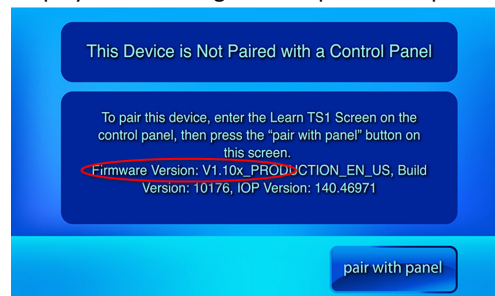 This Device is Not Paired with a Control Panel
To pair this device, enter the Learn TS1 Screen on the
control panel, then press the “pair with panel” button on
this screen.
Firmware Version: V1.10x_PRODUCTION_EN_US, Build
Version: 10176, IOP Version: 140.46971
pair with panel